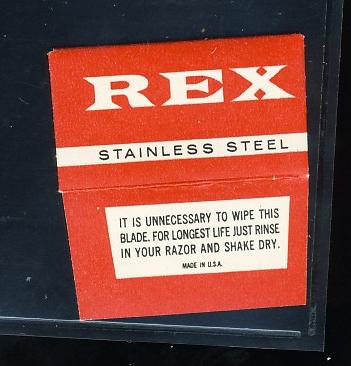 REX
STAINLESS STEEL
IT IS UNNECESSARY TO WIPE THIS
BLADE. FOR LONGEST LIFE JUST RINSE
IN YOUR RAZOR AND SHAKE DRY.
MADE IN U.S.A.